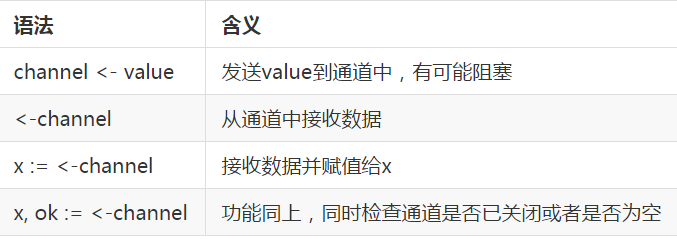 语法 含义
channel <- value 发送value到通道中，有可能阻塞
<-channel 从通道中接收数据
x := <-channel 接收数据并赋值给x
x, ok := <-channel 功能同上，同时检查通道是否已关闭或者是否为空